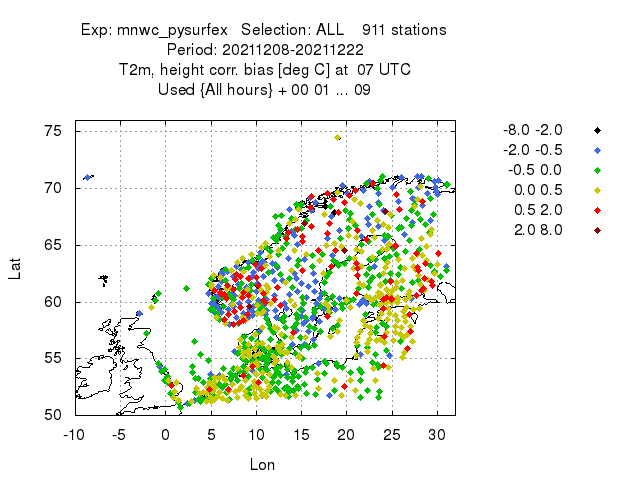 Exp: mnwc_pysurfex   Selection: ALL    911 stations
Period: 20211208-20211222
T2m, height corr. bias [deg C] at  07 UTC
Used {All hours} + 00 01 ... 09
-8.0 -2.0
-2.0 -0.5
-0.5 0.0
0.0 0.5
0.5 2.0
2.0 8.0
Lat
75
70
65
60
55
50
-10 -5 0 5 10 15 20 25 30
Lon